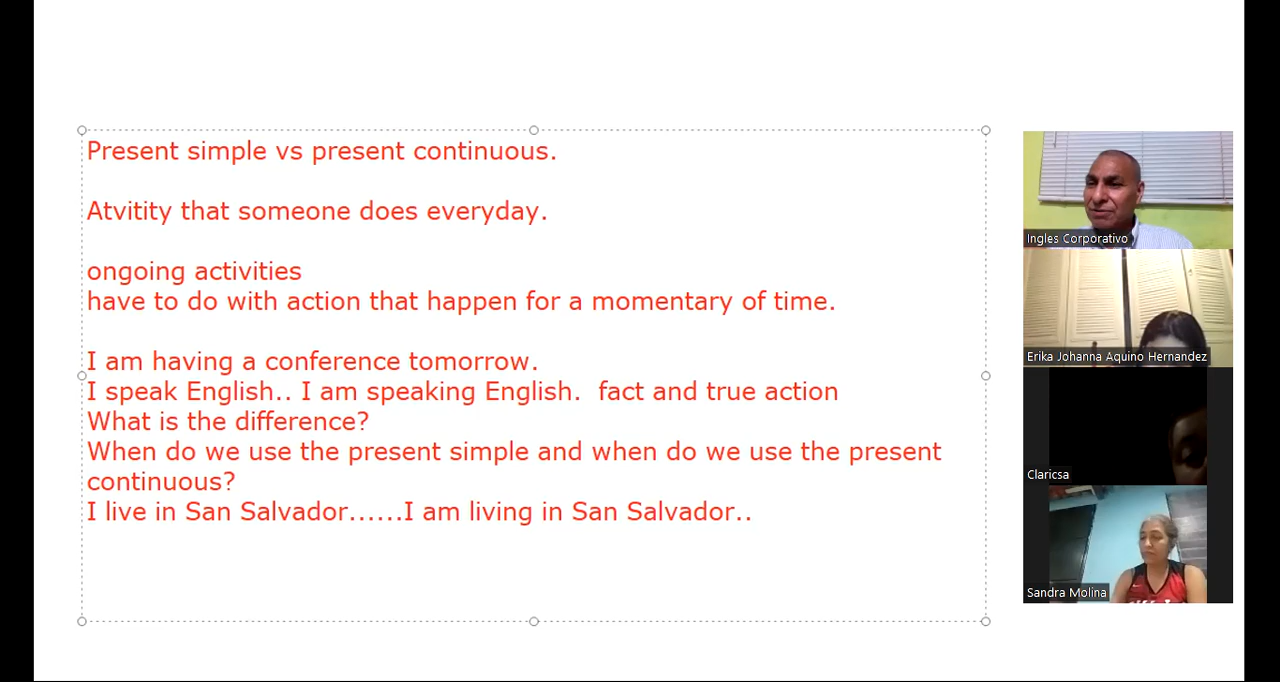 Present simple vs present continuous.
Atvitity that someone does everyday.
ongoing activities
have to do with action that happen for a momentary of time.
I am having a conference tomorrow.
I speak English.. I am speaking English.  fact and true action
What is the difference?
When do we use the present simple and when do we use the present
continuous?
I live in San Salvador......I am living in San Salvador..
Ingles Corporativo
Erika Johanna Aquino Hernandez
Claricsa
Sandra Molina